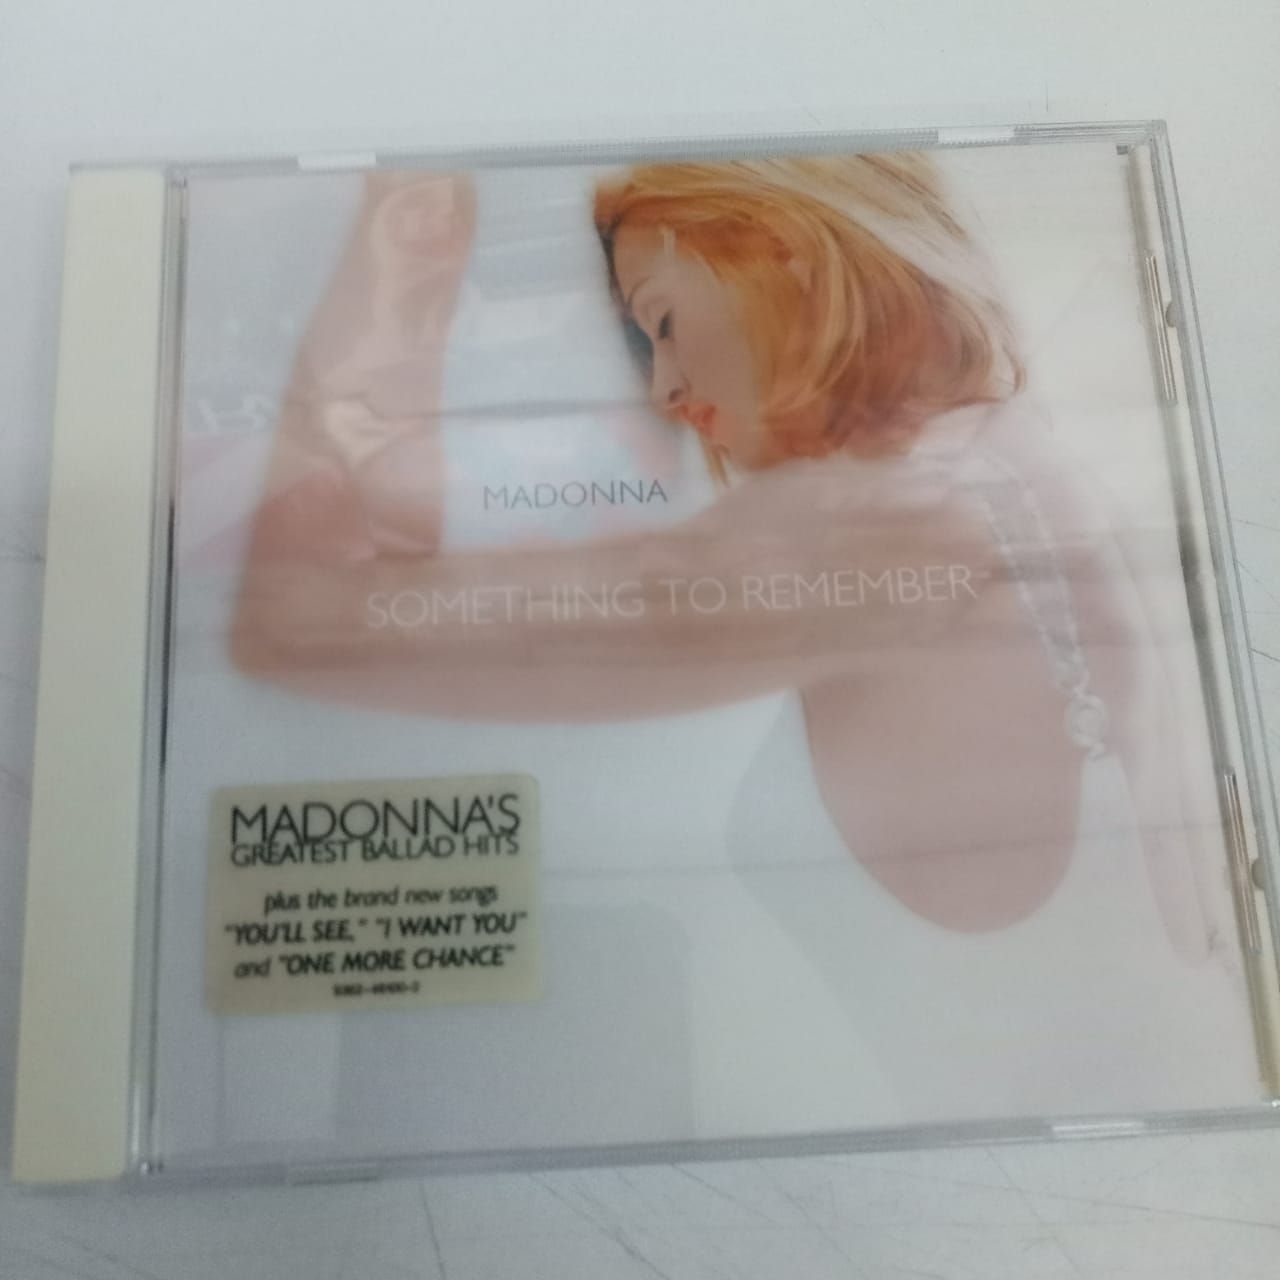 MADONNA
SOMETHING TO REMEMBER
MADONNA'S
GREATEST BALLAD HITS
plus the brand new songs
"YOU'LL SEE," "I WANT YOU"
and "ONE MORE CHANCE"